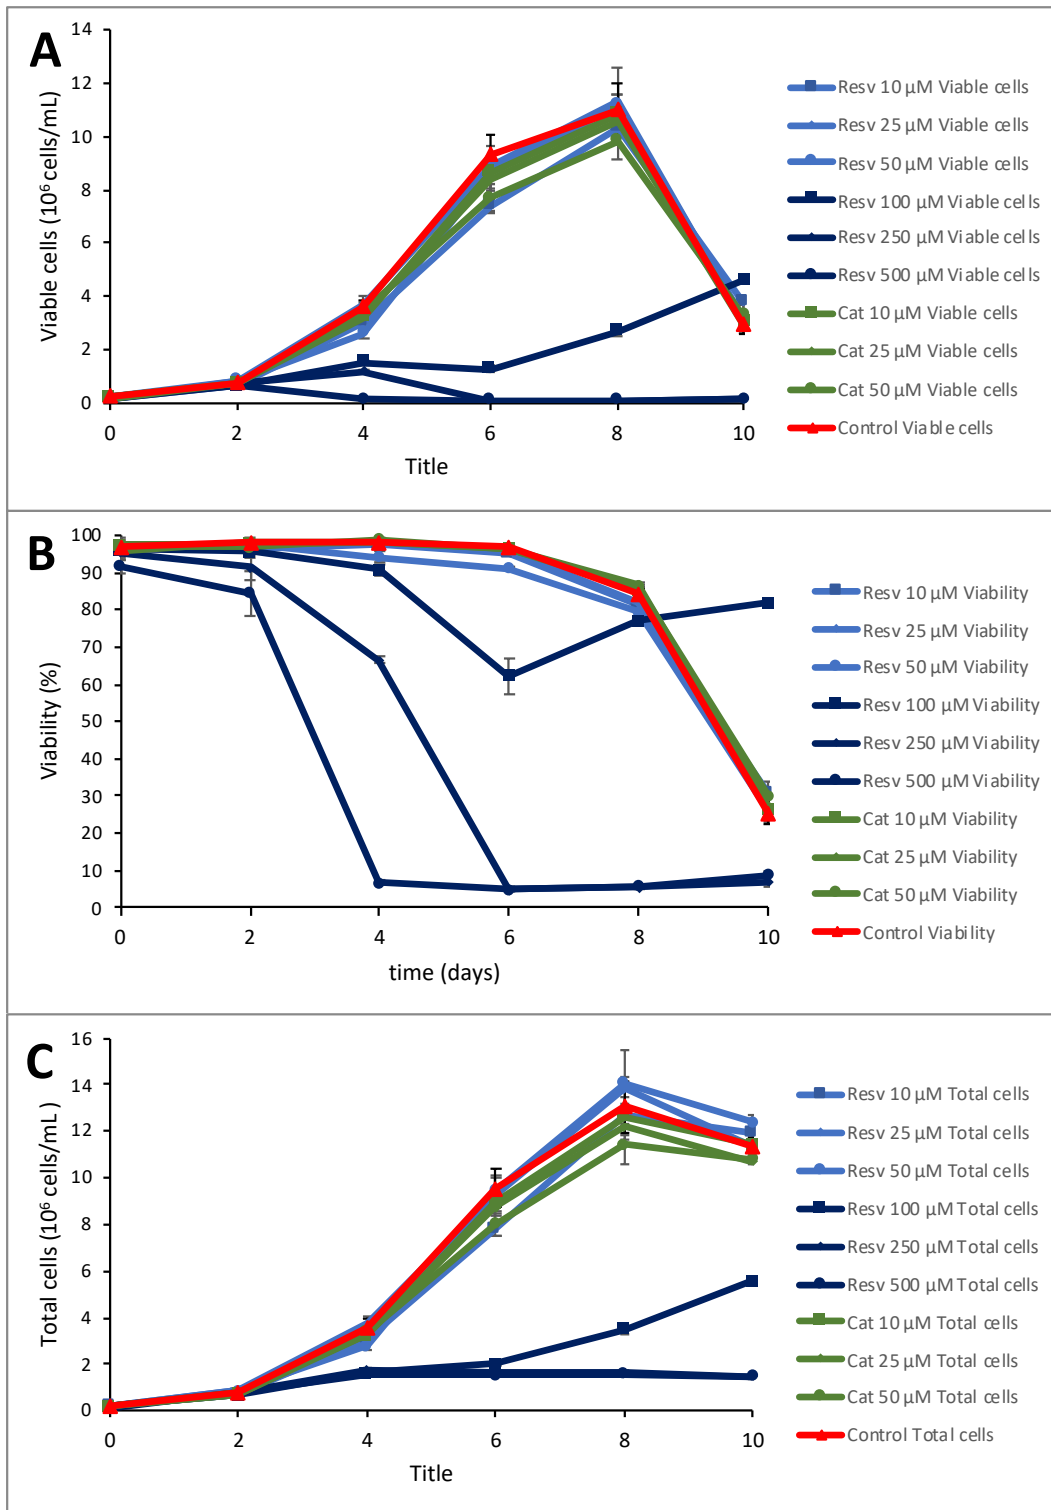 A
14
12
10
8
6
4
2
0
Viable cells (10⁶ cells/mL)
0 2 4 6 8 10
Title
Resv 10 µM Viable cells
Resv 25 µM Viable cells
Resv 50 µM Viable cells
Resv 100 µM Viable cells
Resv 250 µM Viable cells
Resv 500 µM Viable cells
Cat 10 µM Viable cells
Cat 25 µM Viable cells
Cat 50 µM Viable cells
Control Viable cells
B
100
90
80
70
60
50
40
30
20
10
0
Viability (%)
0 2 4 6 8 10
time (days)
Resv 10 µM Viability
Resv 25 µM Viability
Resv 50 µM Viability
Resv 100 µM Viability
Resv 250 µM Viability
Resv 500 µM Viability
Cat 10 µM Viability
Cat 25 µM Viability
Cat 50 µM Viability
Control Viability
C
16
14
12
10
8
6
4
2
0
Total cells (10⁶ cells/mL )
0 2 4 6 8 10
Title
Resv 10 µM Total cells
Resv 25 µM Total cells
Resv 50 µM Total cells
Resv 100 µM Total cells
Resv 250 µM Total cells
Resv 500 µM Total cells
Cat 10 µM Total cells
Cat 25 µM Total cells
Cat 50 µM Total cells
Control Total cells